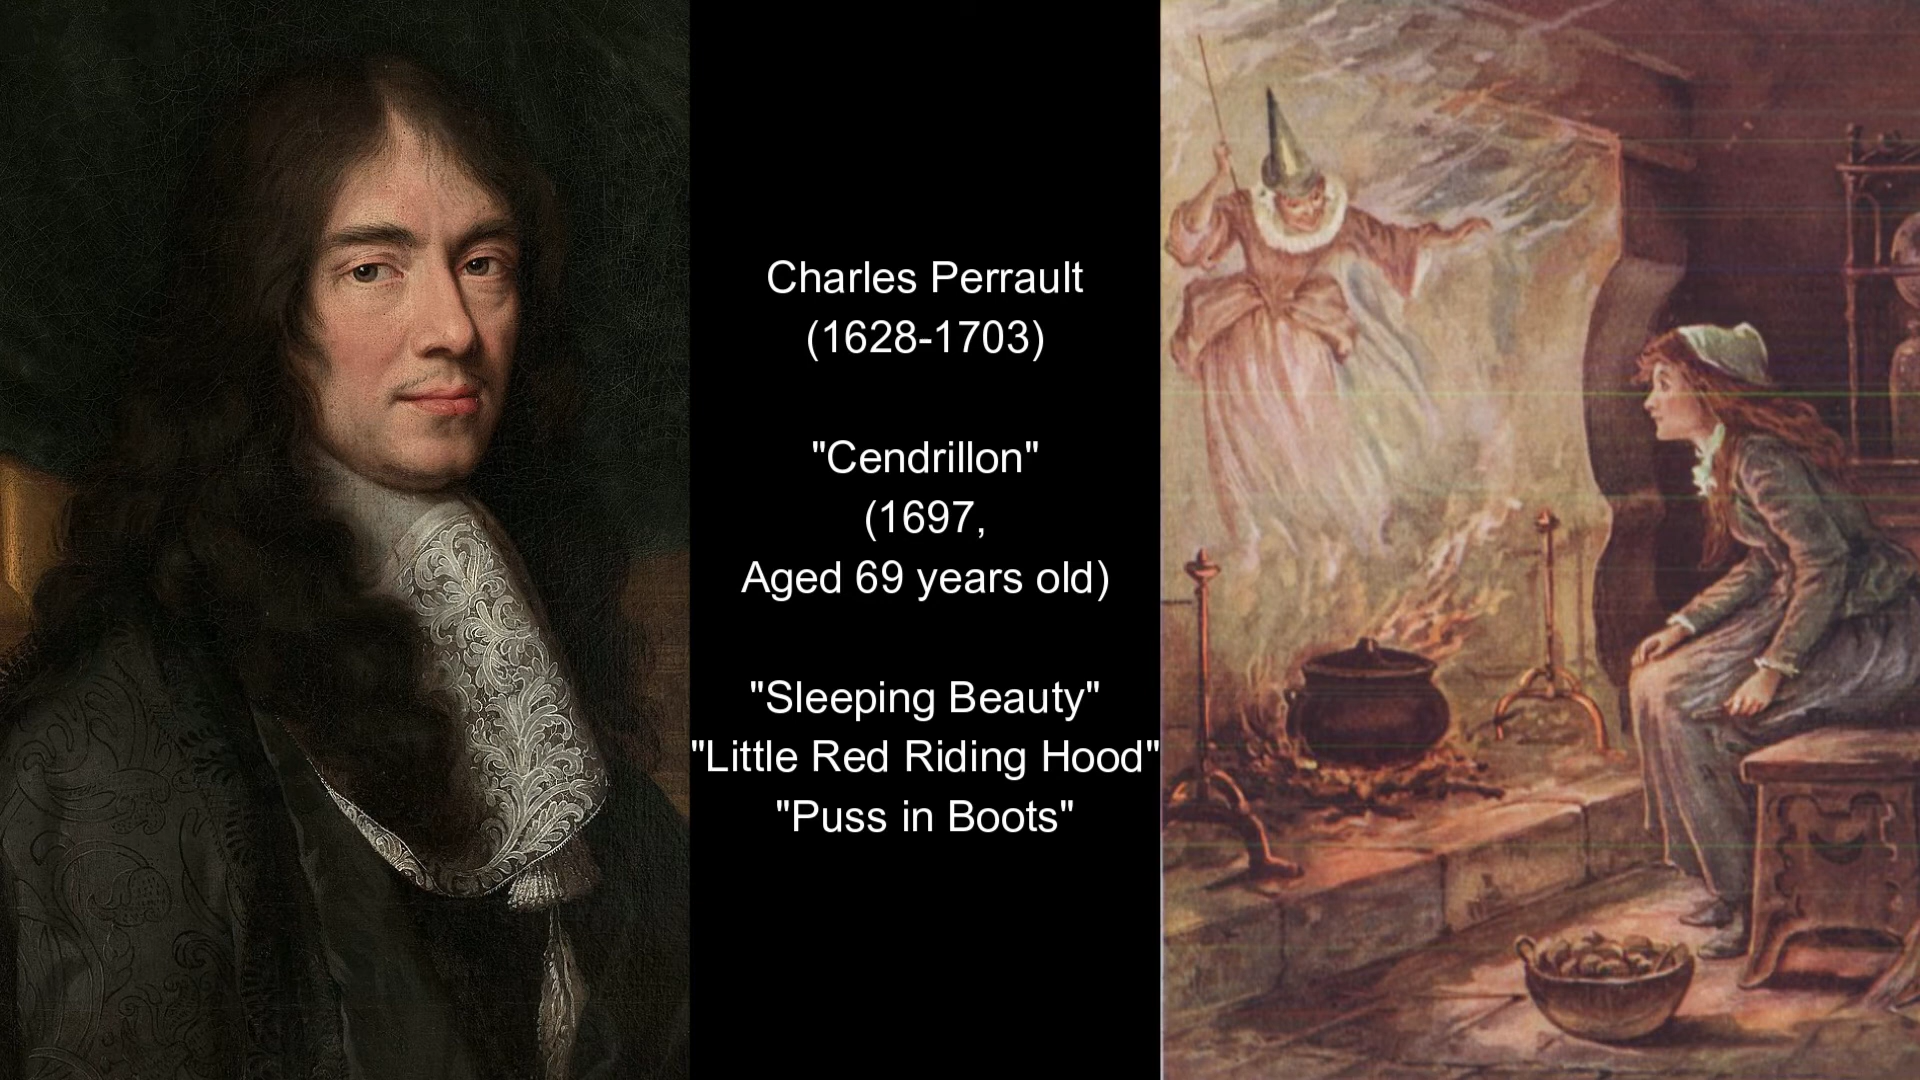 Charles Perrault
(1628-1703)
"Cendrillon"
(1697,
Aged 69 years old)
"Sleeping Beauty"
"Little Red Riding Hood"
"Puss in Boots"